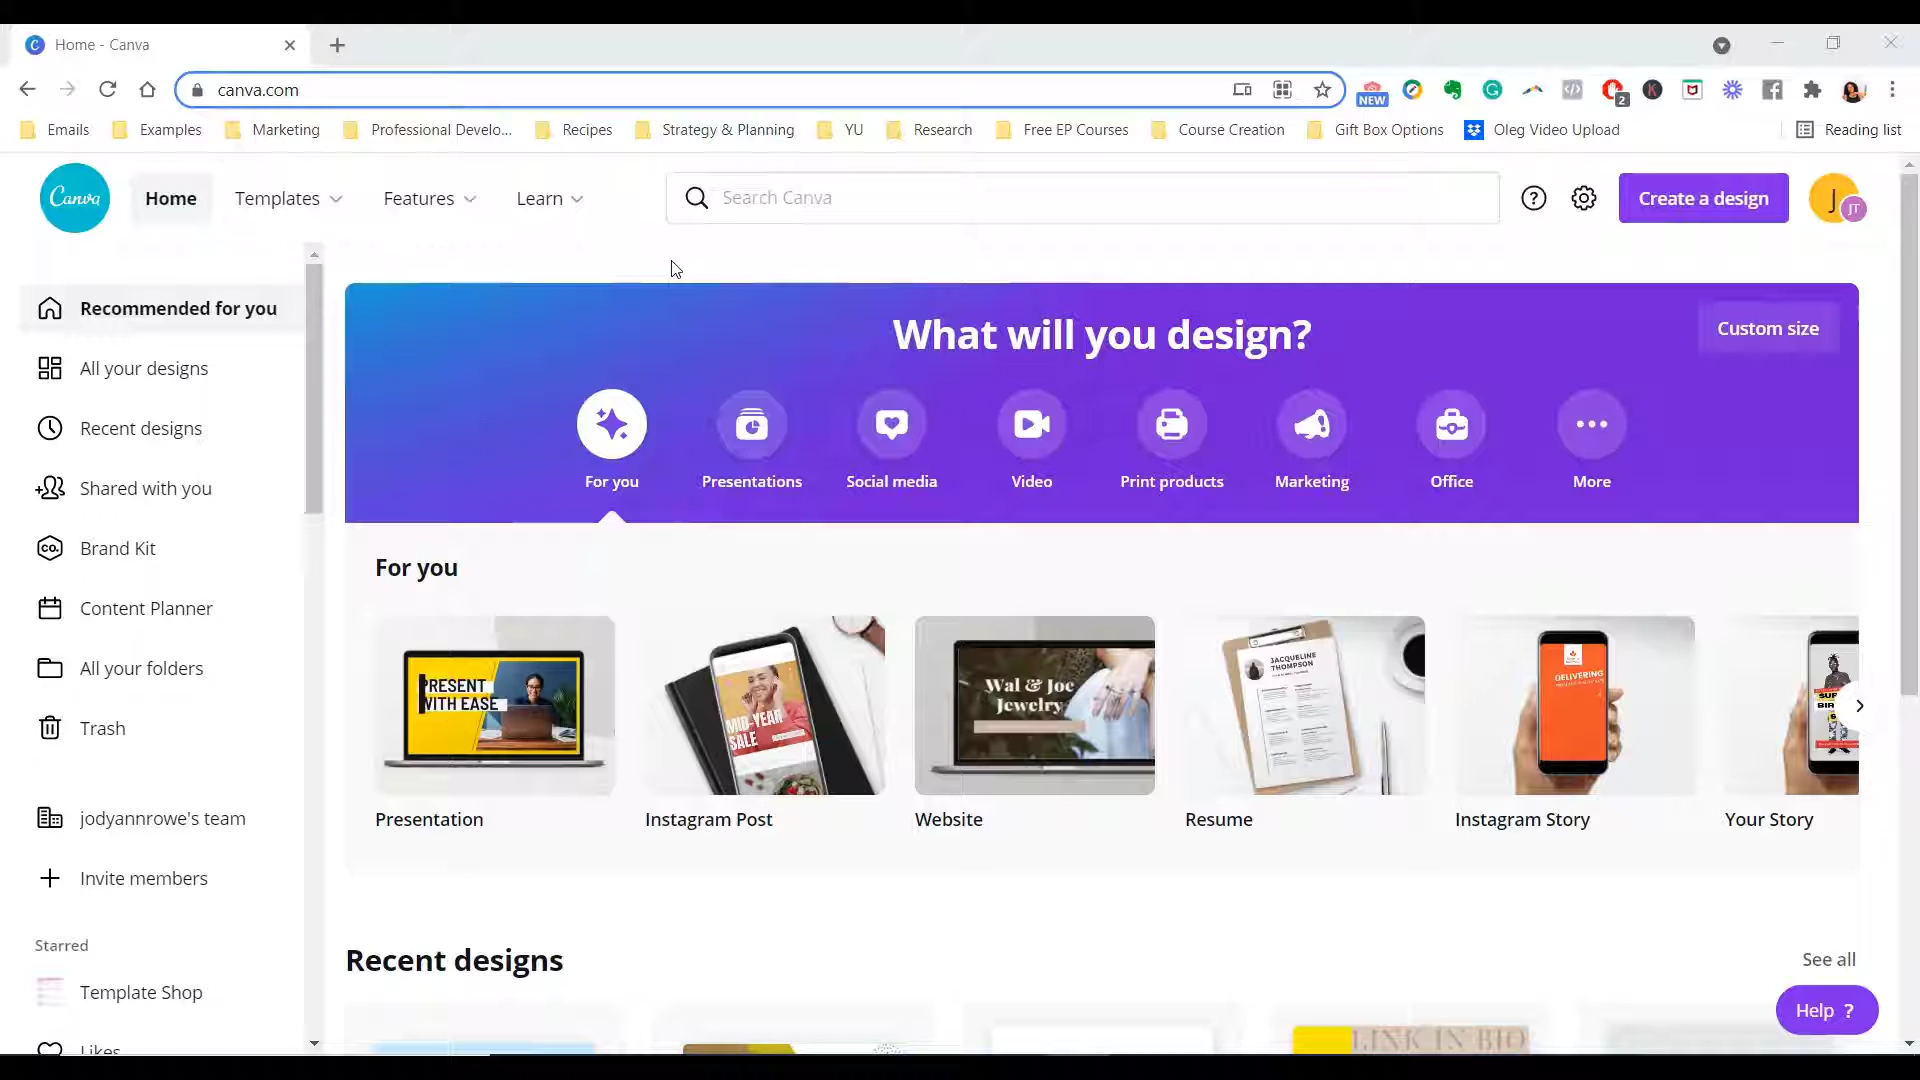 Home - Canva
canva.com
NEW
2
Emails
Examples
Marketing
Professional Develo...
Recipes
Strategy & Planning
YU
Research
Free EP Courses
Course Creation
Gift Box Options
Oleg Video Upload
Reading list
Canva
Home
Templates
Features
Learn
Search Canva
Create a design
J
JT
Recommended for you
All your designs
Recent designs
Shared with you
CO.
Brand Kit
Content Planner
All your folders
Trash
jodyannrowe's team
Invite members
Starred
Template Shop
Likes
What will you design?
Custom size
For you
Presentations
Social media
Video
Print products
Marketing
Office
More
For you
PRESENT
WITH EASE
MID-YEAR
SALE
Wal & Joe
Jewelry
JACQUELINE
THOMPSON
DELIVERING
Presentation
Instagram Post
Website
Resume
Instagram Story
Your Story
Recent designs
See all
LINK IN BIO
Help ?